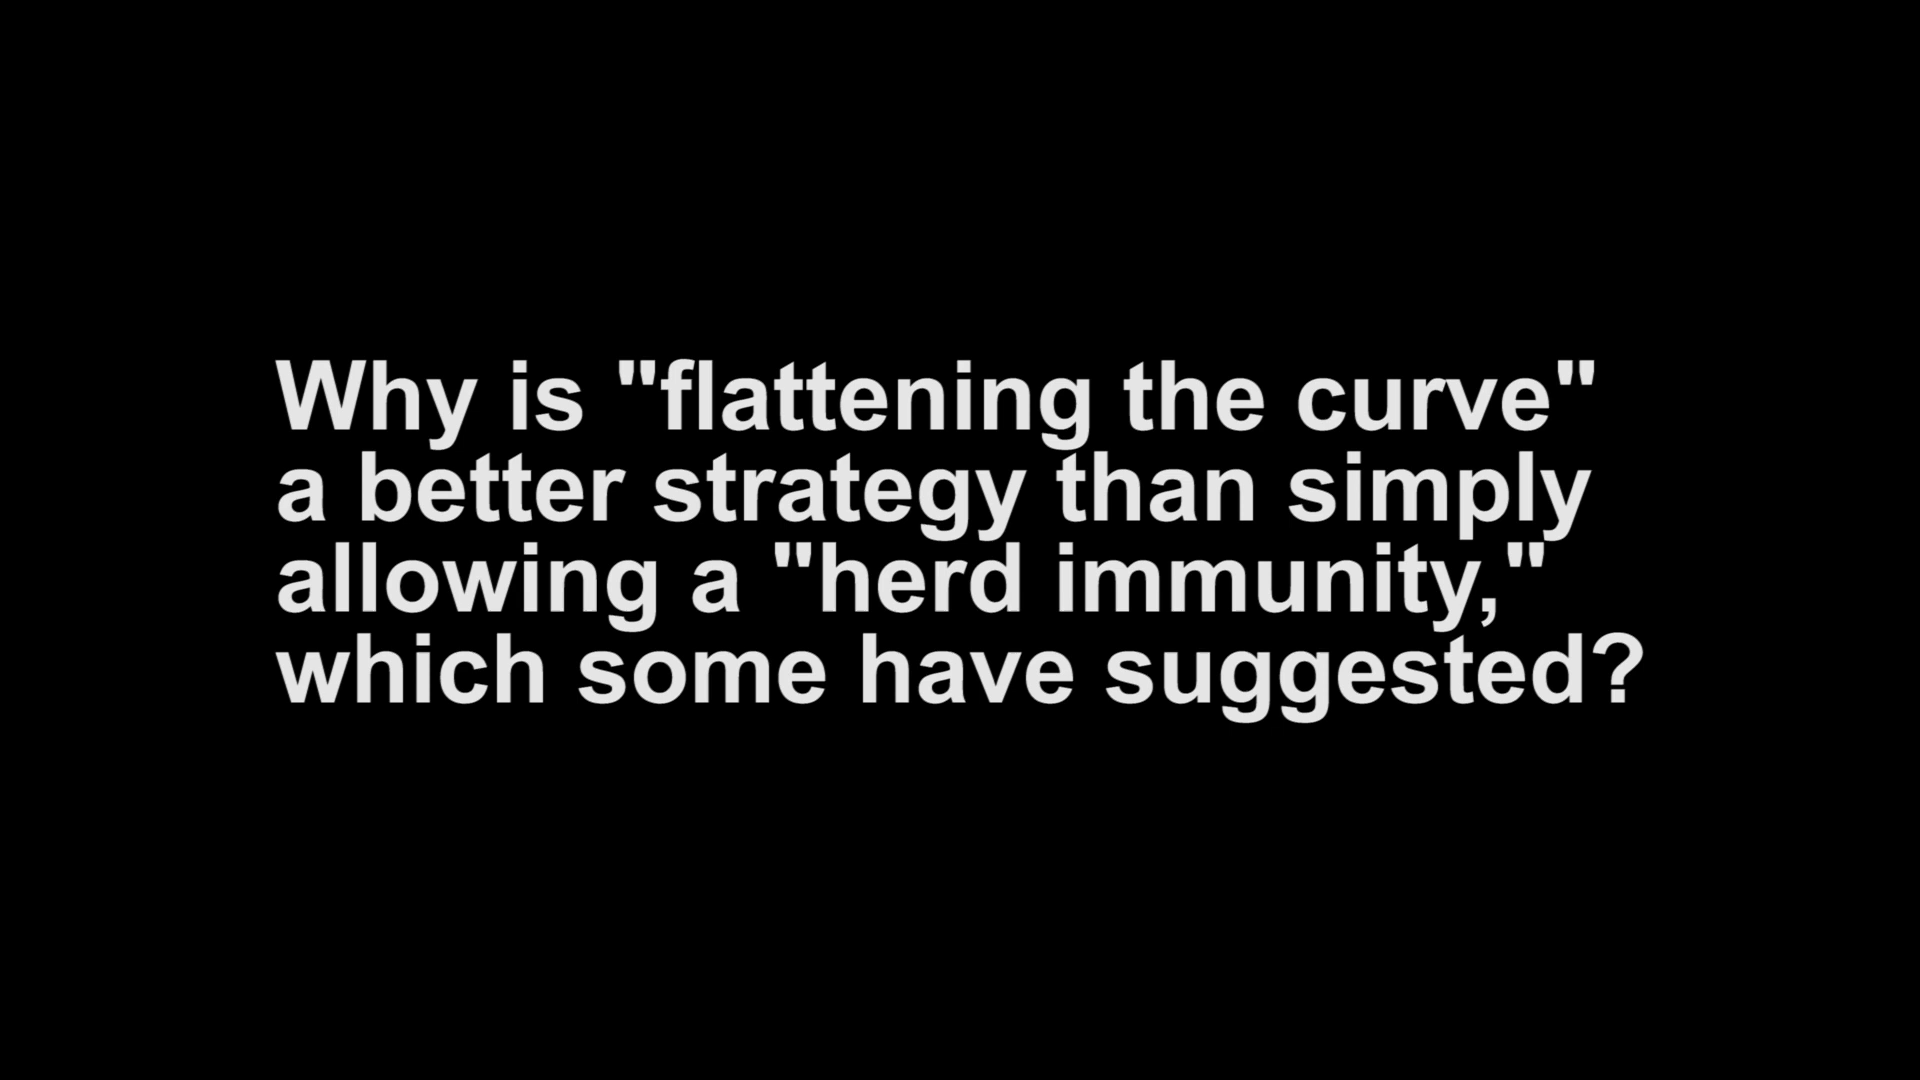 Why is "flattening the curve"
a better strategy than simply
allowing a "herd immunity,"
which some have suggested?